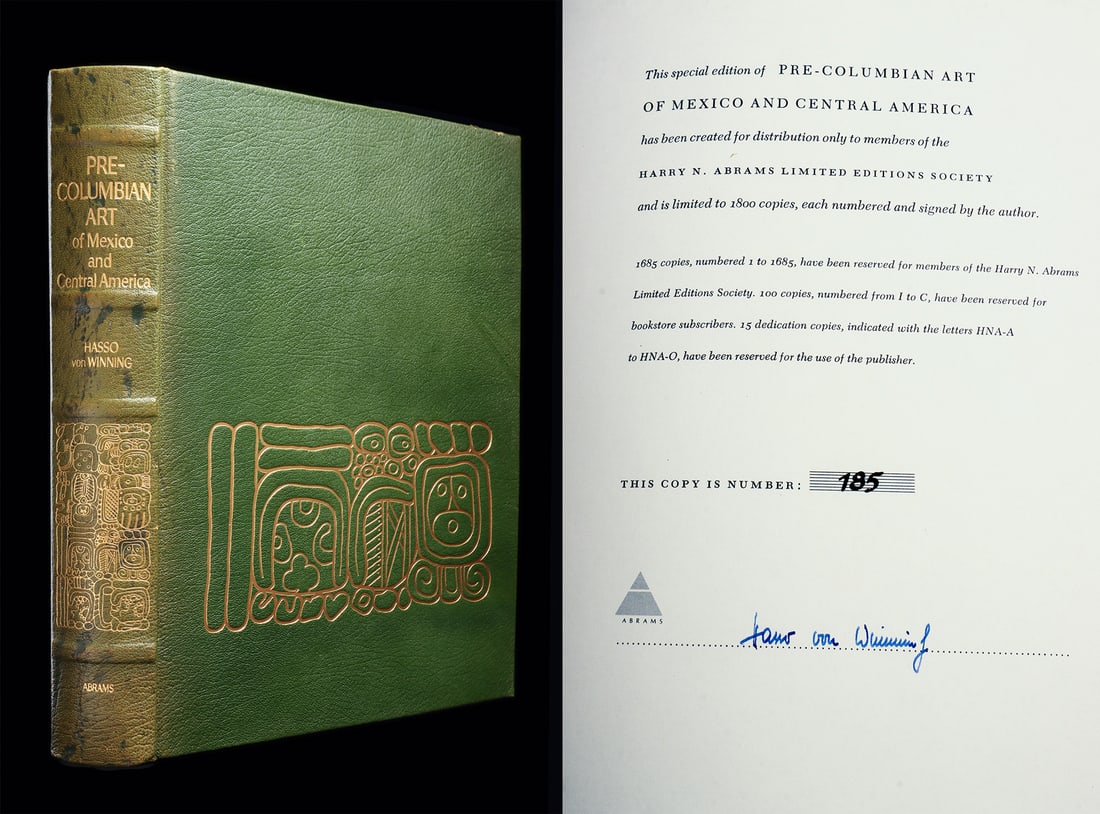 PRE-
COLUMBIAN
ART
of Mexico
and
Central America
HASSO
von WINNING
ABRAMS
This special edition of PRE-COLUMBIAN ART
OF MEXICO AND CENTRAL AMERICA
has been created for distribution only to members of the
HARRY N. ABRAMS LIMITED EDITIONS SOCIETY
and is limited to 1800 copies, each numbered and signed by the author.
1685 copies, numbered 1 to 1685, have been reserved for members of the Harry N. Abrams
Limited Editions Society. 100 copies, numbered from I to C, have been reserved for
bookstore subscribers. 15 dedication copies, indicated with the letters HNA-A
to HNA-O, have been reserved for the use of the publisher.
THIS COPY IS NUMBER: 185
ABRAMS
Hasso von Winning